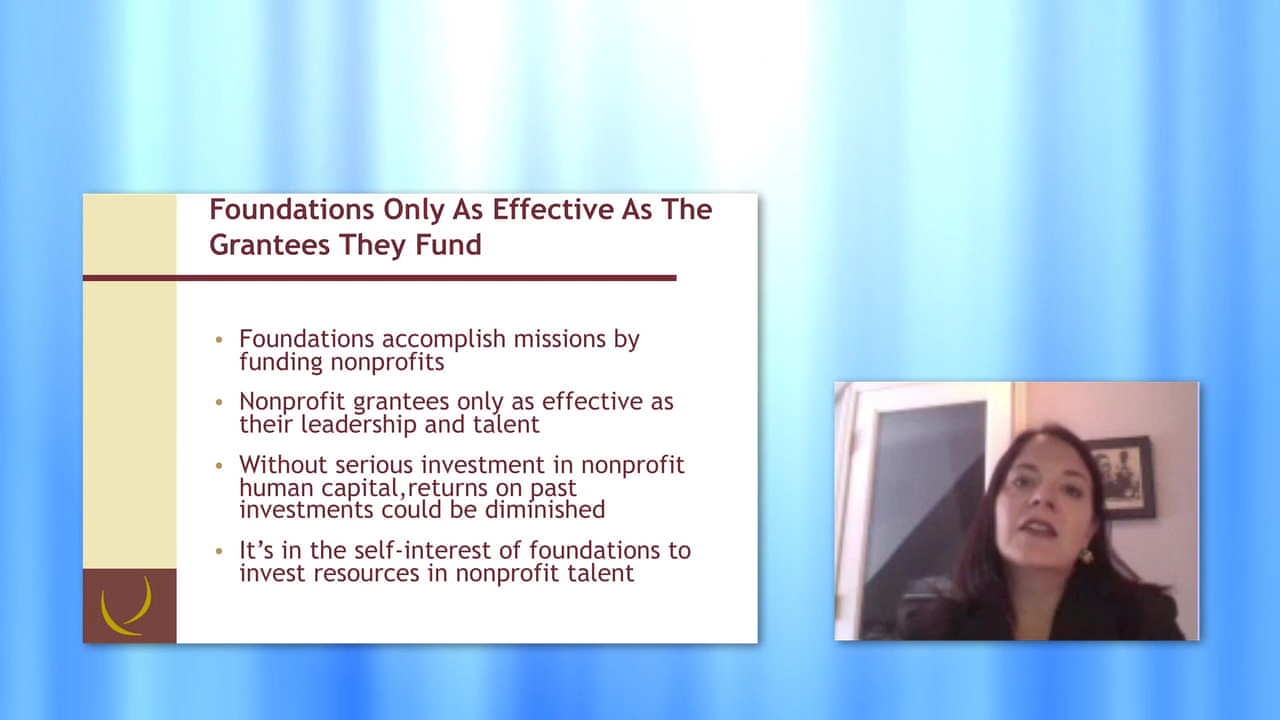 Foundations Only As Effective As The
Grantees They Fund
• Foundations accomplish missions by
funding nonprofits
• Nonprofit grantees only as effective as
their leadership and talent
• Without serious investment in nonprofit
human capital,returns on past
investments could be diminished
• It’s in the self-interest of foundations to
invest resources in nonprofit talent